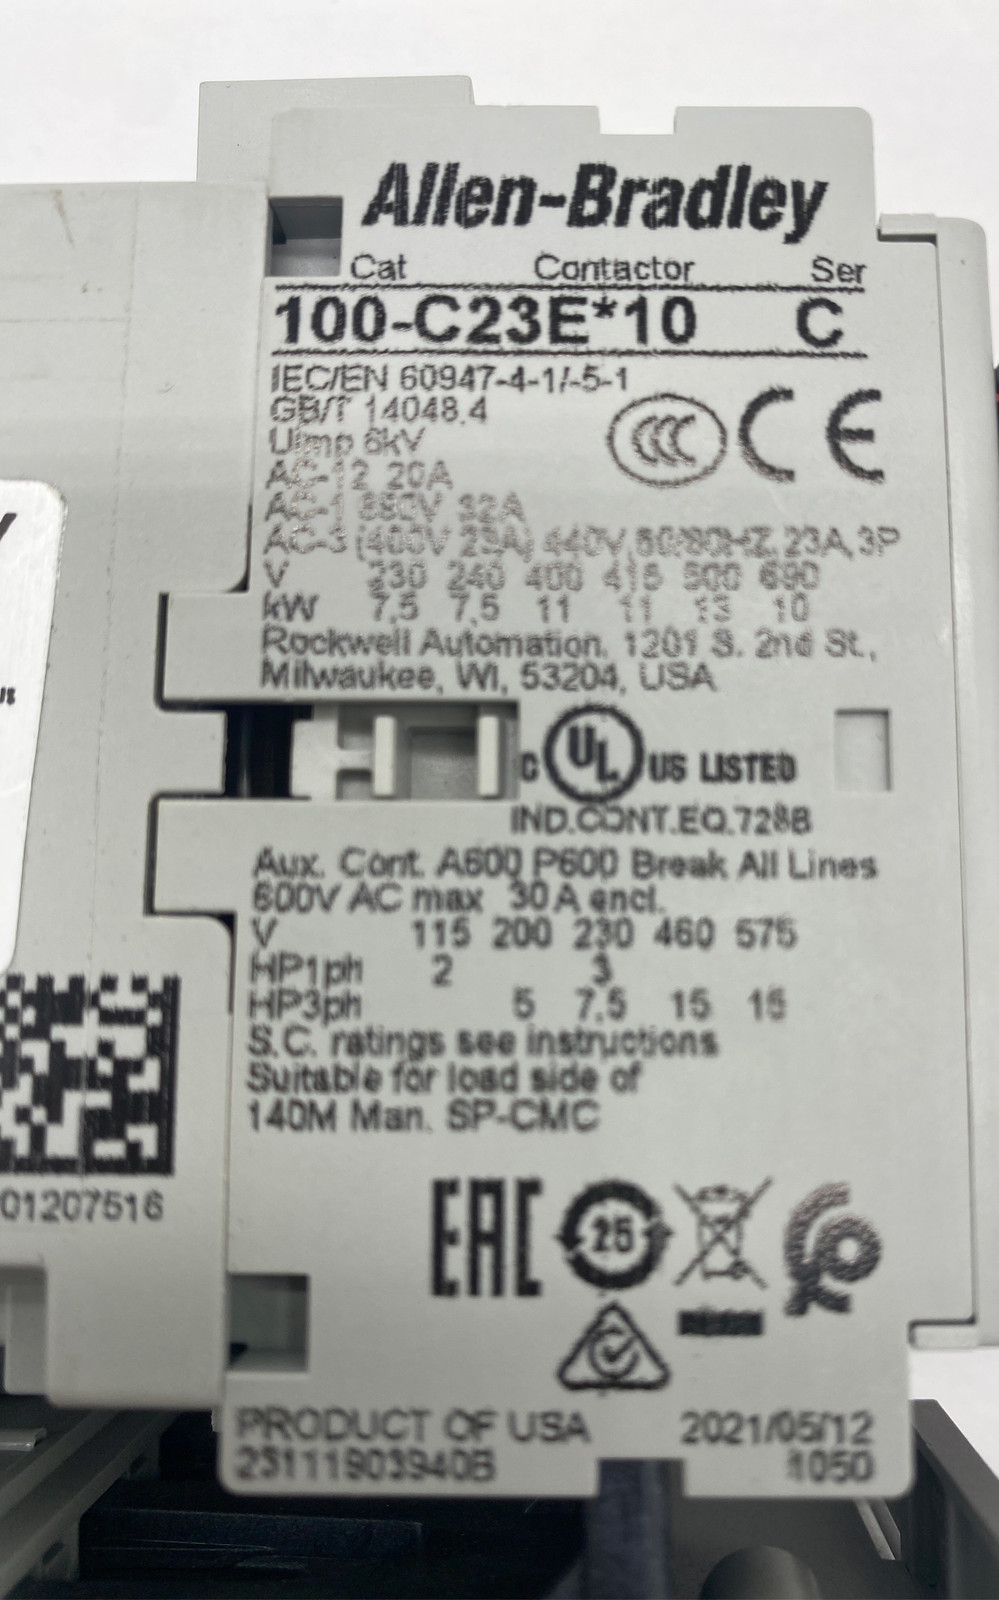 Allen-Bradley
Cat Contactor Ser
100-C23E*10 C
IEC/EN 60947-4-1/-5-1
GB/T 14048.4
Uimp 6kV
AC-12 20A
AC-1 690V 32A
AC-3 (400V 23A) 440V, 50/60HZ, 23A, 3P
V 230 240 400 415 500 690
kW 7,5 7,5 11 11 13 10
Rockwell Automation, 1201 S. 2nd St.,
Milwaukee, WI, 53204, USA
C UL US LISTED
IND.CONT.EQ.728B
Aux. Cont. A600 P600 Break All Lines
600V AC max 30A encl.
V 115 200 230 460 575
HP1ph 2 3
HP3ph 5 7,5 15 15
S.C. ratings see instructions
Suitable for load side of
140M Man. SP-CMC
01207516
EAC 25
PRODUCT OF USA 2021/05/12
23111903940B 1050
CCC CE